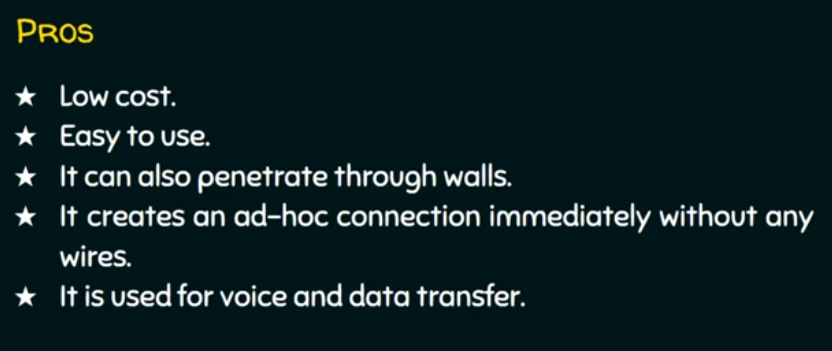 Pros
★ Low cost.
★ Easy to use.
★ It can also penetrate through walls.
★ It creates an ad-hoc connection immediately without any
wires.
★ It is used for voice and data transfer.